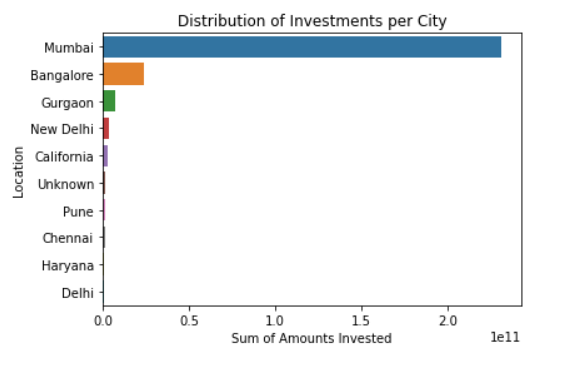 Distribution of Investments per City
Mumbai
Bangalore
Gurgaon
New Delhi
California
Unknown
Pune
Chennai
Haryana
Delhi
Location
0.0 0.5 1.0 1.5 2.0
1e11
Sum of Amounts Invested